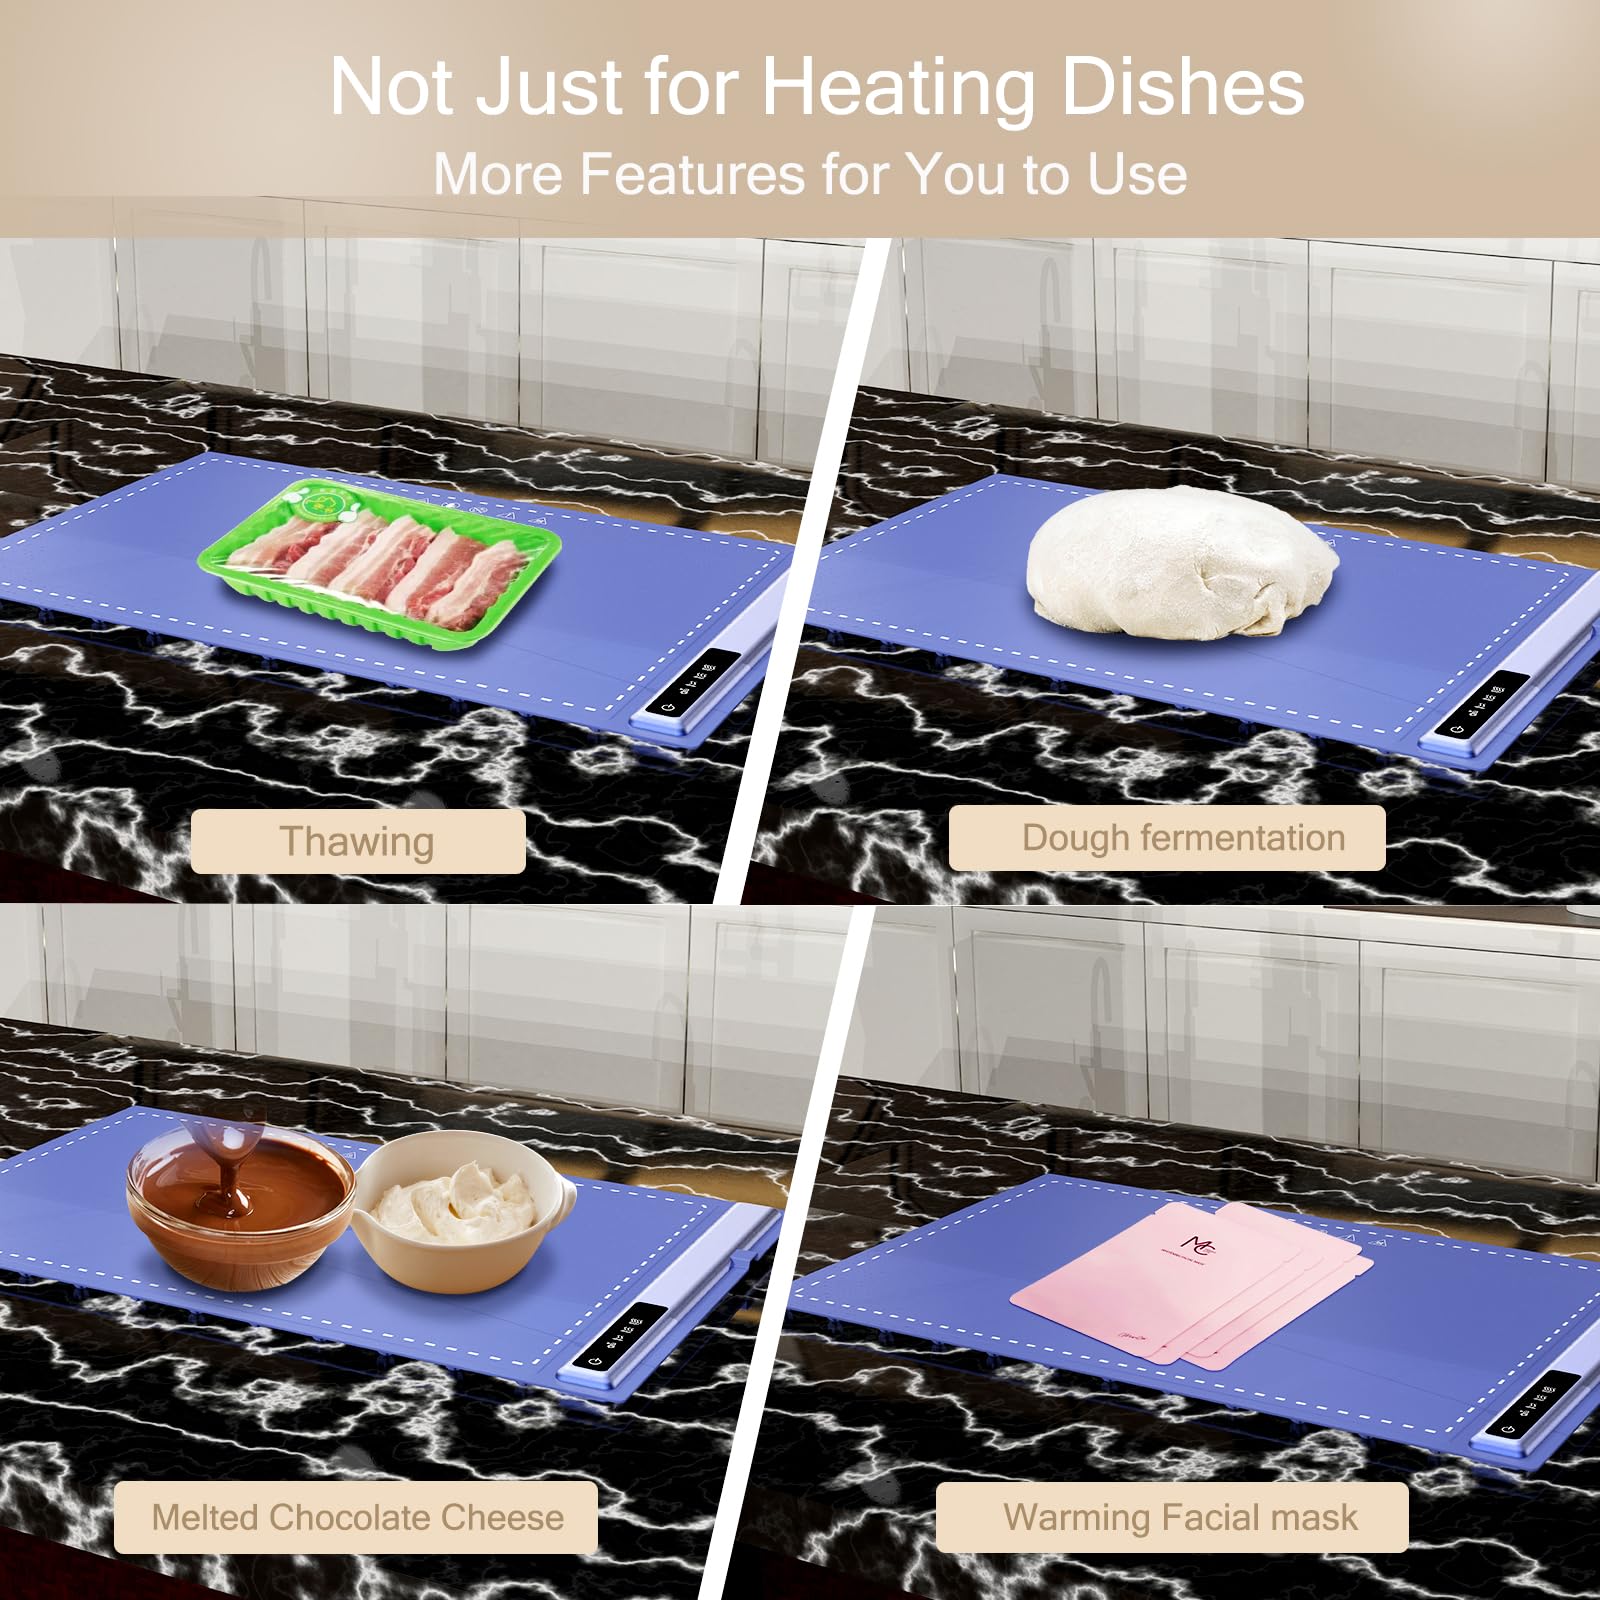 Not Just for Heating Dishes
More Features for You to Use
Thawing
Dough fermentation
Melted Chocolate Cheese
MC
Warming Facial mask